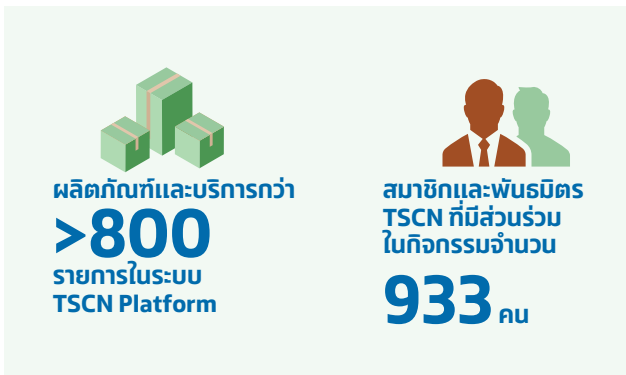 ผลิตภัณฑ์และบริการกว่า
>800
รายการในระบบ
TSCN Platform
สมาชิกและพันธมิตร
TSCN ที่มีส่วนร่วม
ในกิจกรรมจำนวน
933 คน